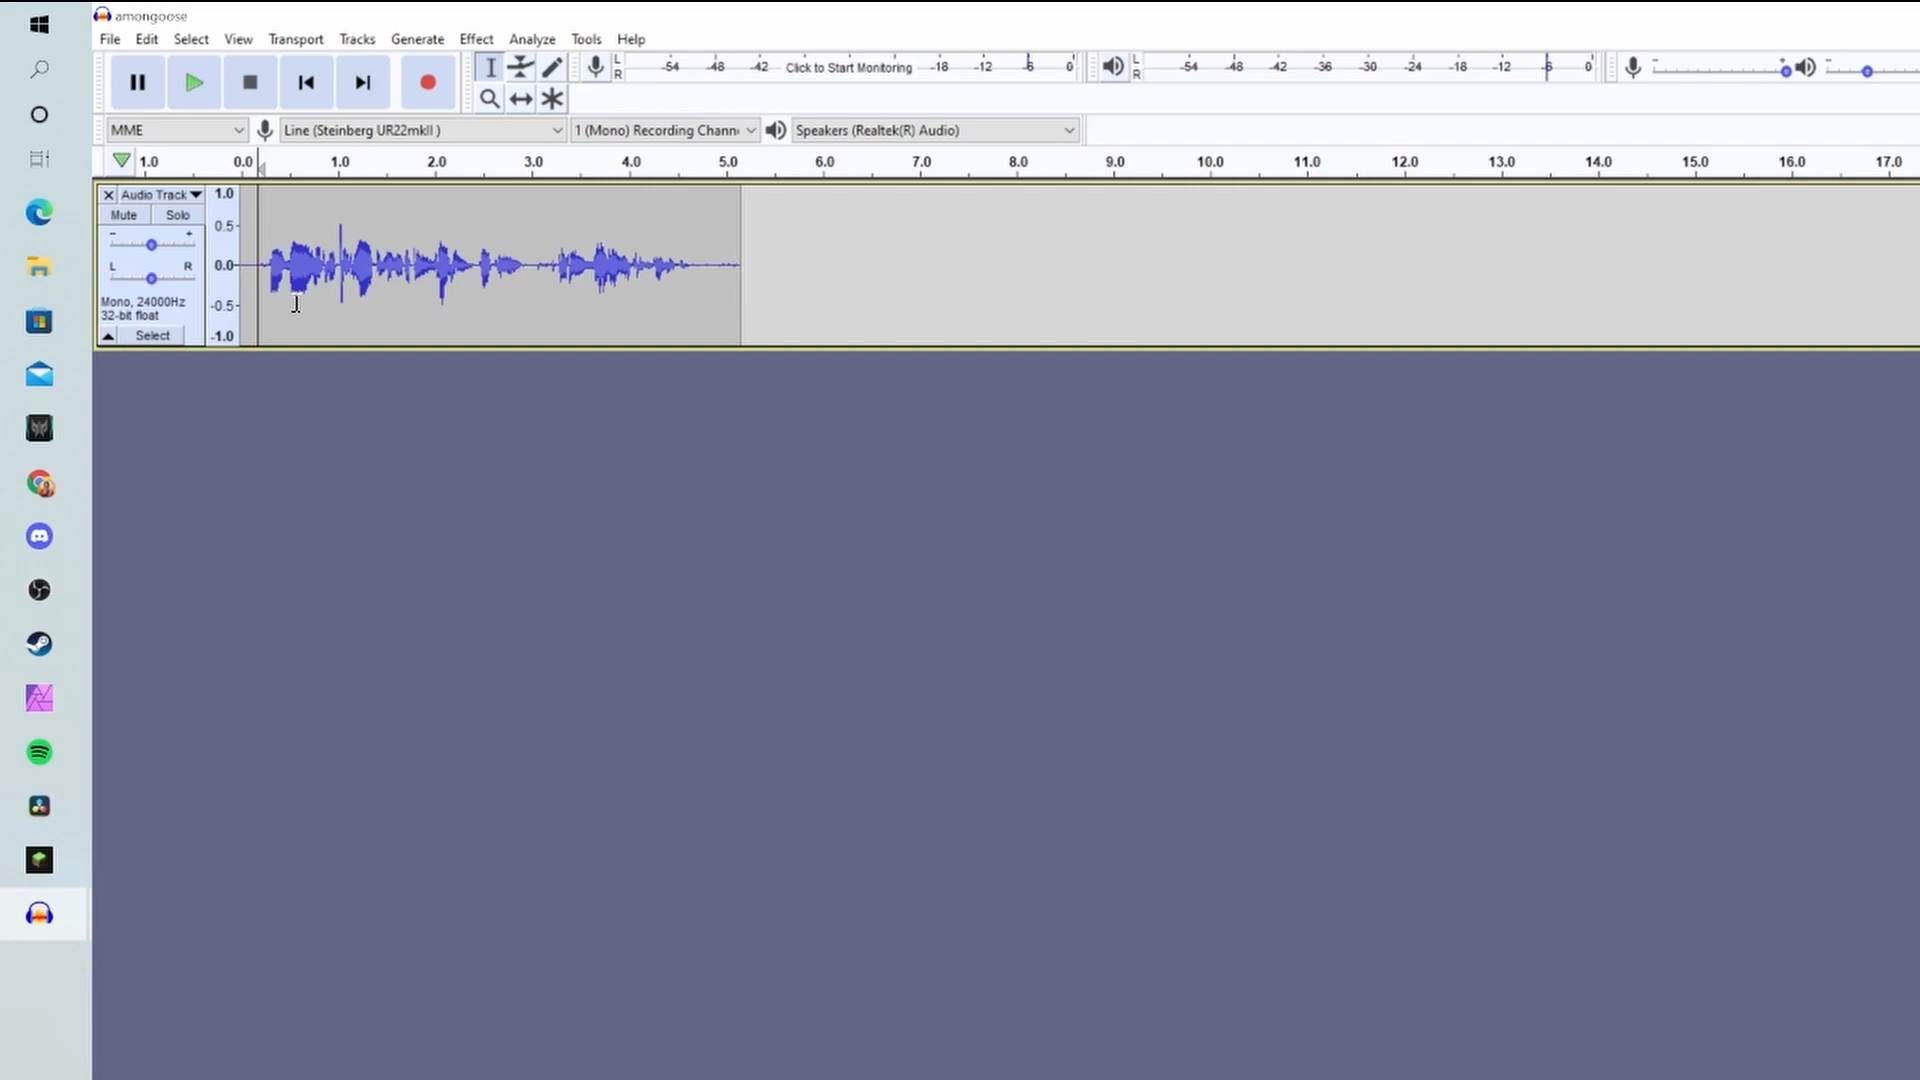 amongoose
File Edit Select View Transport Tracks Generate Effect Analyze Tools Help
L
R
-54 -48 -42 Click to Start Monitoring -18 -12 -6 0
L
R
-54 -48 -42 -36 -30 -24 -18 -12 -6 0
- +
-
MME Line (Steinberg UR22mkII ) 1 (Mono) Recording Chann Speakers (Realtek(R) Audio)
1.0 0.0 1.0 2.0 3.0 4.0 5.0 6.0 7.0 8.0 9.0 10.0 11.0 12.0 13.0 14.0 15.0 16.0 17.0
X Audio Track
Mute Solo
- +
L R
Mono, 24000Hz
32-bit float
Select
1.0
0.5
0.0
-0.5
-1.0